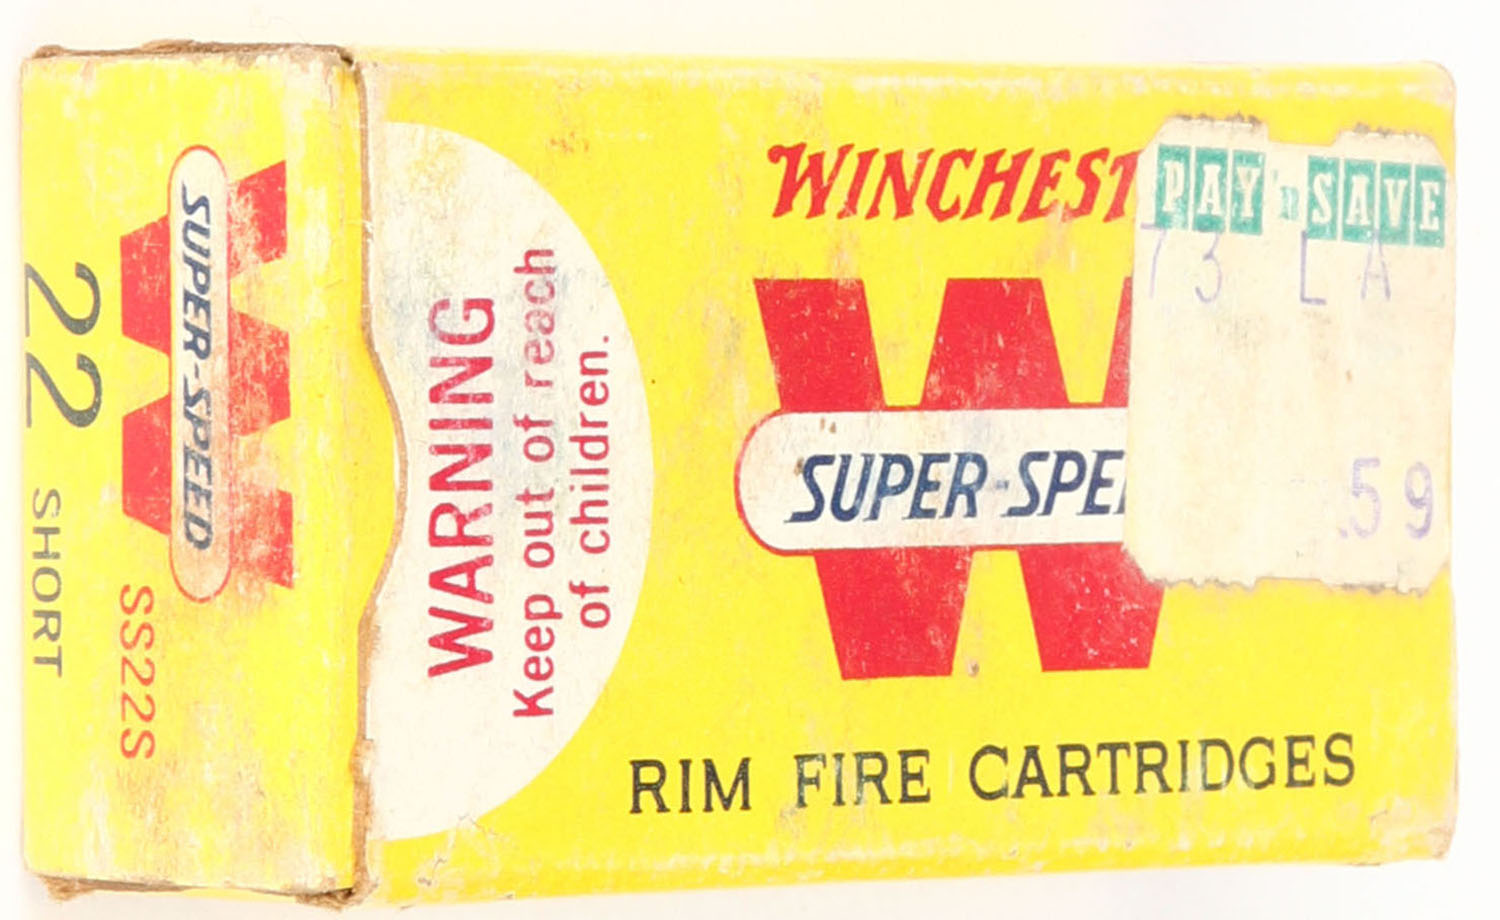 22 SHORT
SUPER-SPEED
SS22S
WARNING
Keep out of reach
of children.
WINCHEST
SUPER-SPE
RIM FIRE CARTRIDGES
PAY 'n SAVE
73 LA
.59